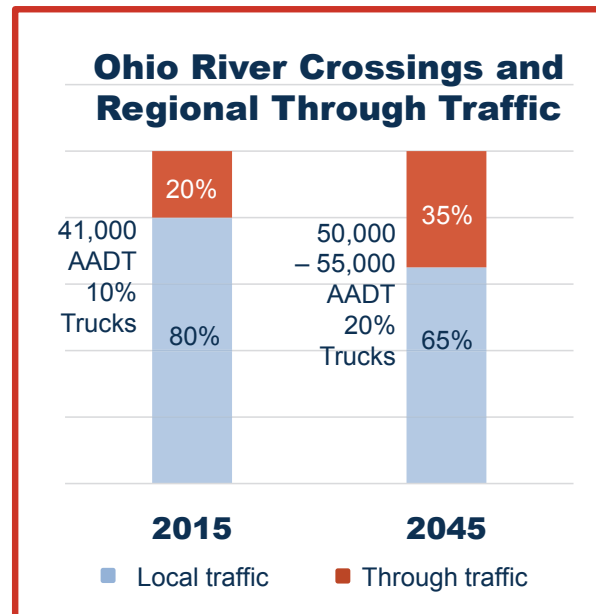 Ohio River Crossings and
Regional Through Traffic
20%
41,000
AADT
10%
Trucks
80%
35%
50,000
– 55,000
AADT
20%
Trucks
65%
2015
2045
Local traffic
Through traffic